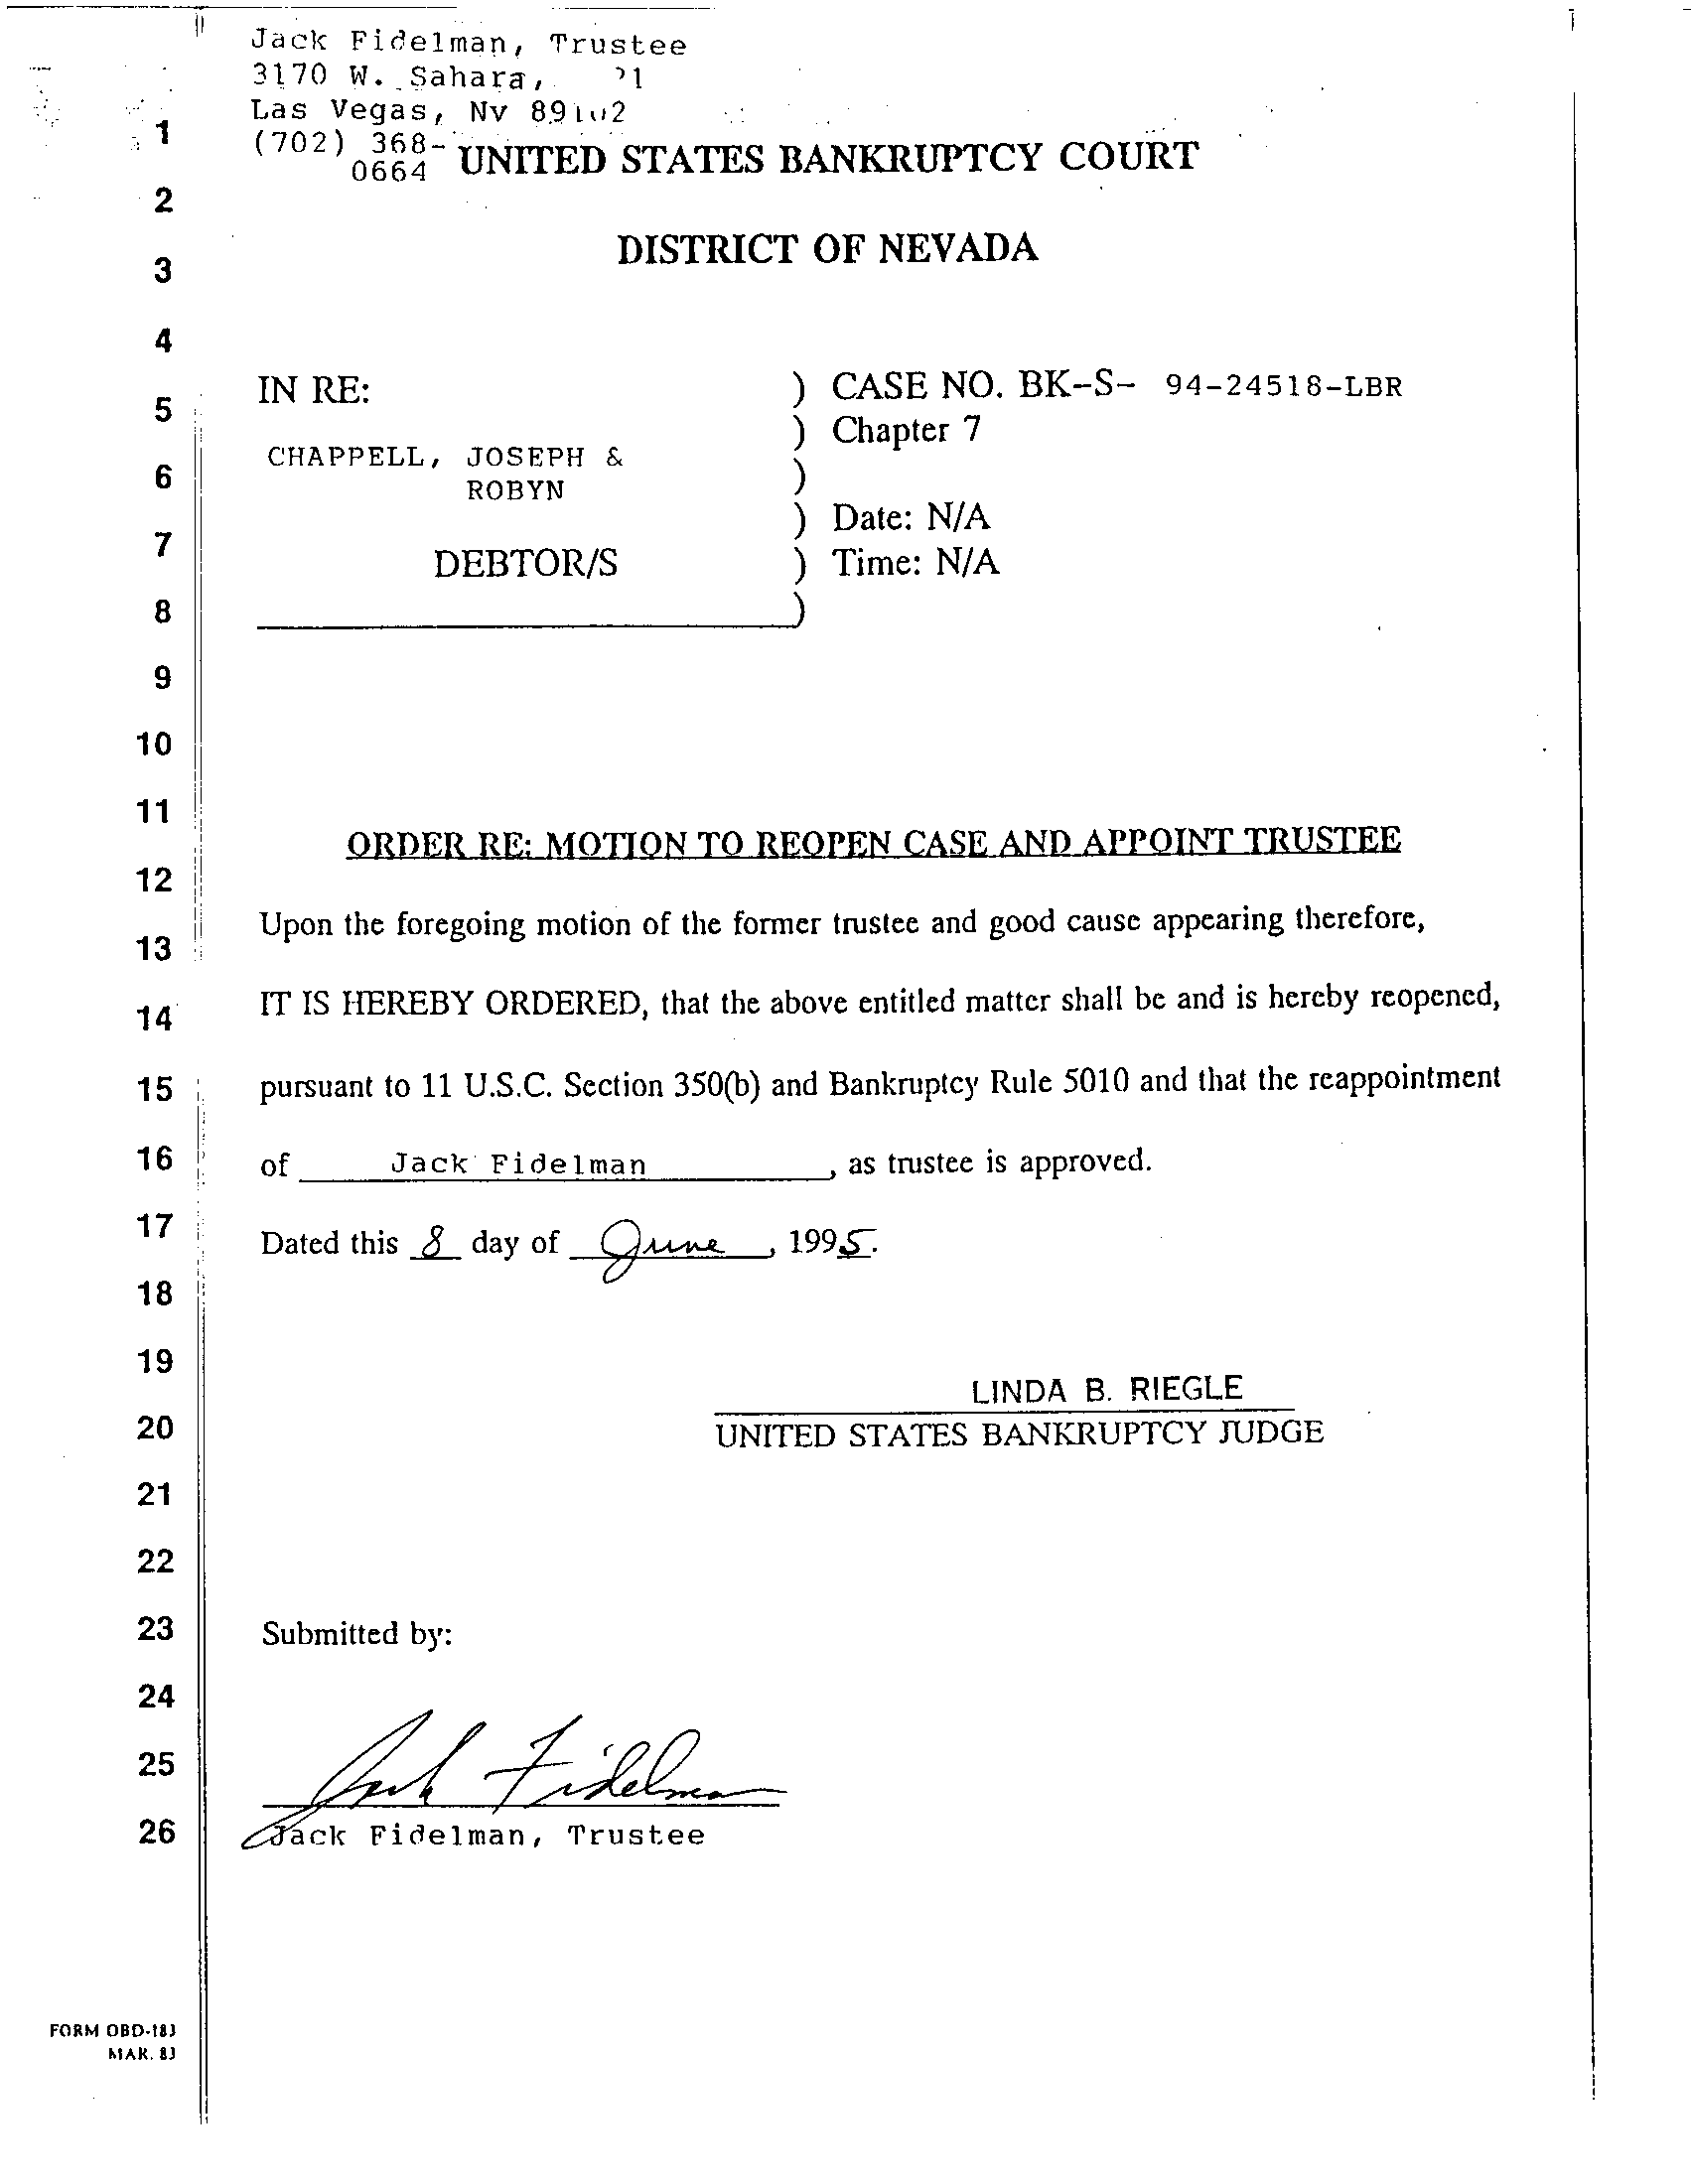 Jack Fidelman, Trustee
3170 W. Sahara,
Las Vegas, Nv
(702) 368-
0664
UNITED STATES BANKRUPTCY COURT
DISTRICT OF NEVADA
IN RE:
CHAPPELL, JOSEPH &
ROBYN
DEBTOR/S
) CASE NO. BK-S- 94-24518-LBR
) Chapter 7
)
) Date: N/A
) Time: N/A
)
ORDER RE: MOTION TO REOPEN CASE AND APPOINT TRUSTEE
Upon the foregoing motion of the former trustee and good cause appearing therefore,
IT IS HEREBY ORDERED, that the above entitled matter shall be and is hereby reopened,
pursuant to 11 U.S.C. Section 350(b) and Bankruptcy Rule 5010 and that the reappointment
of Jack Fidelman, as trustee is approved.
Dated this 8 day of June, 1995.
LINDA B. RIEGLE
UNITED STATES BANKRUPTCY JUDGE
Submitted by:
Jack Fidelman
Jack Fidelman, Trustee
1
2
3
4
5
6
7
8
9
10
11
12
13
14
15
16
17
18
19
20
21
22
23
24
25
26
FORM OBD-183
MAR. 83